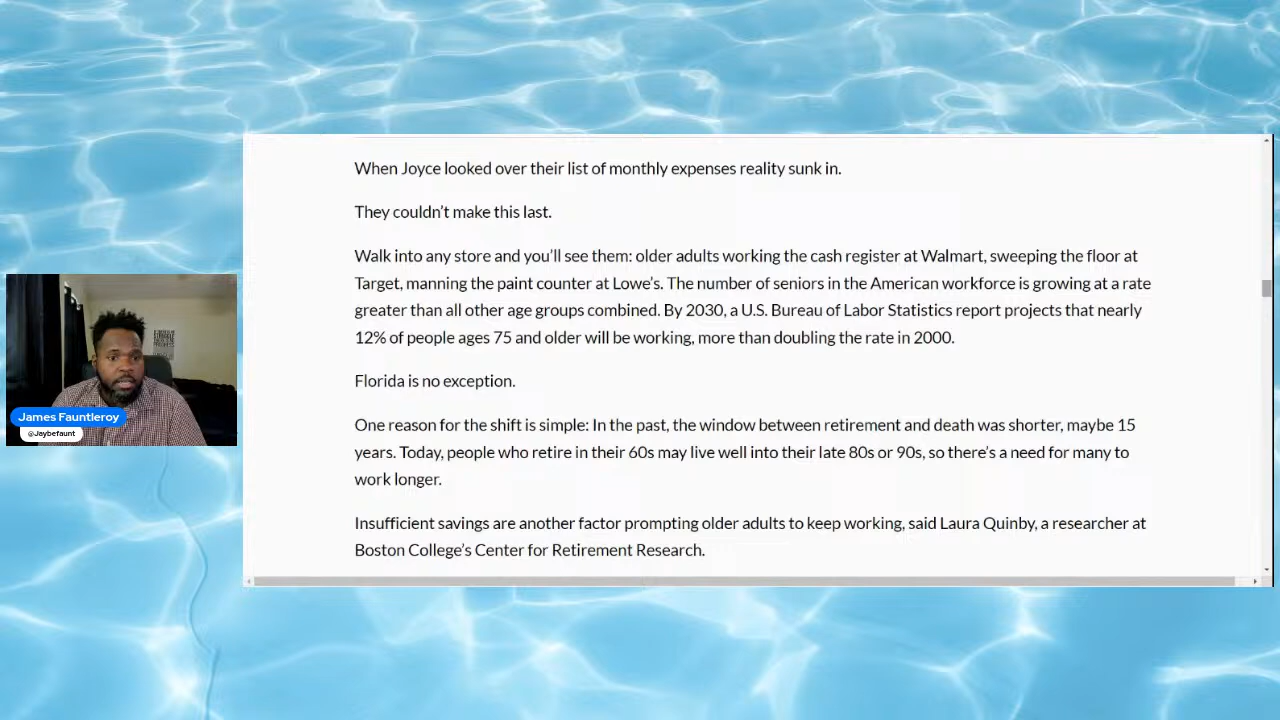 When Joyce looked over their list of monthly expenses reality sunk in.
They couldn’t make this last.
Walk into any store and you’ll see them: older adults working the cash register at Walmart, sweeping the floor at
Target, manning the paint counter at Lowe’s. The number of seniors in the American workforce is growing at a rate
greater than all other age groups combined. By 2030, a U.S. Bureau of Labor Statistics report projects that nearly
12% of people ages 75 and older will be working, more than doubling the rate in 2000.
Florida is no exception.
One reason for the shift is simple: In the past, the window between retirement and death was shorter, maybe 15
years. Today, people who retire in their 60s may live well into their late 80s or 90s, so there’s a need for many to
work longer.
Insufficient savings are another factor prompting older adults to keep working, said Laura Quinby, a researcher at
Boston College’s Center for Retirement Research.
James Fauntleroy
@Jaybefaunt